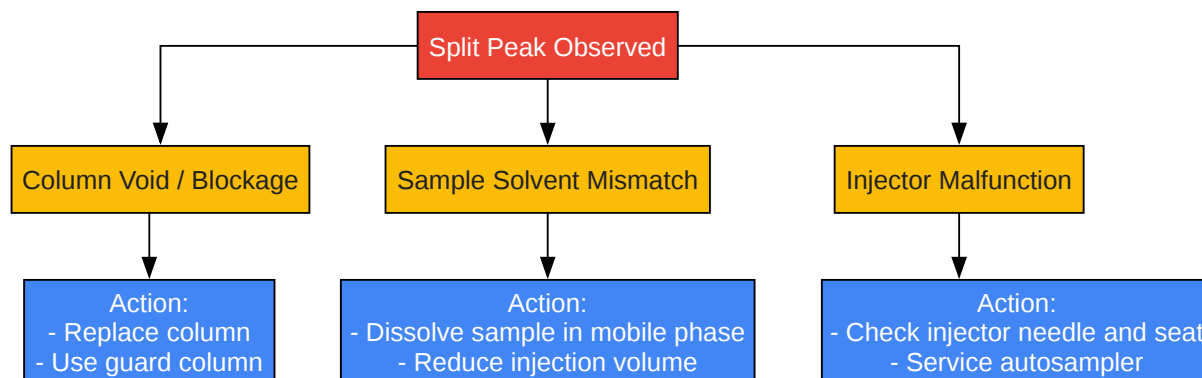 Split Peak Observed
Column Void / Blockage
Sample Solvent Mismatch
Injector Malfunction
Action:
- Replace column
- Use guard column
Action:
- Dissolve sample in mobile phase
- Reduce injection volume
Action:
- Check injector needle and seat
- Service autosampler